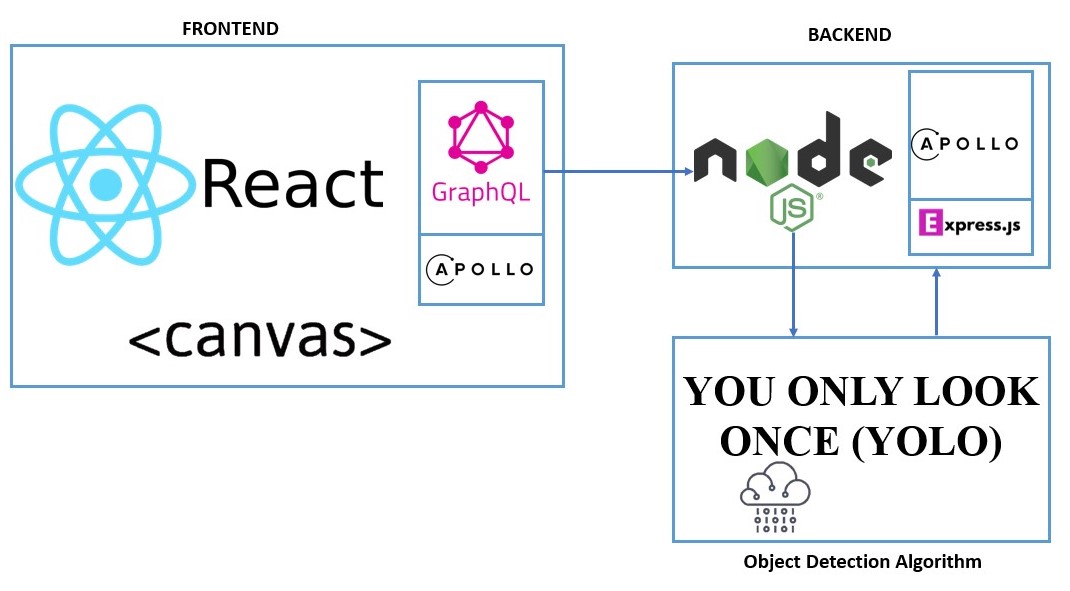 FRONTEND
React
GraphQL
APOLLO
<canvas>
BACKEND
node
JS®
APOLLO
Express.js
YOU ONLY LOOK
ONCE (YOLO)
10101
01010
Object Detection Algorithm